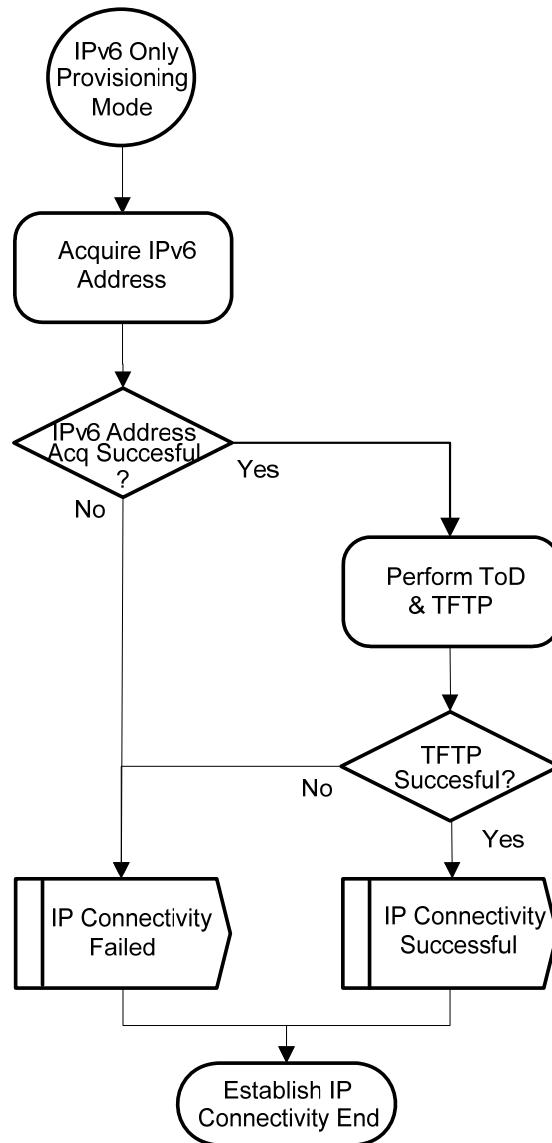 IPv6 Only
Provisioning
Mode
Acquire IPv6
Address
IPv6 Address
Acq Succesful
?
Yes
No
Perform ToD
& TFTP
TFTP
Succesful?
No
Yes
IP Connectivity
Failed
IP Connectivity
Successful
Establish IP
Connectivity End